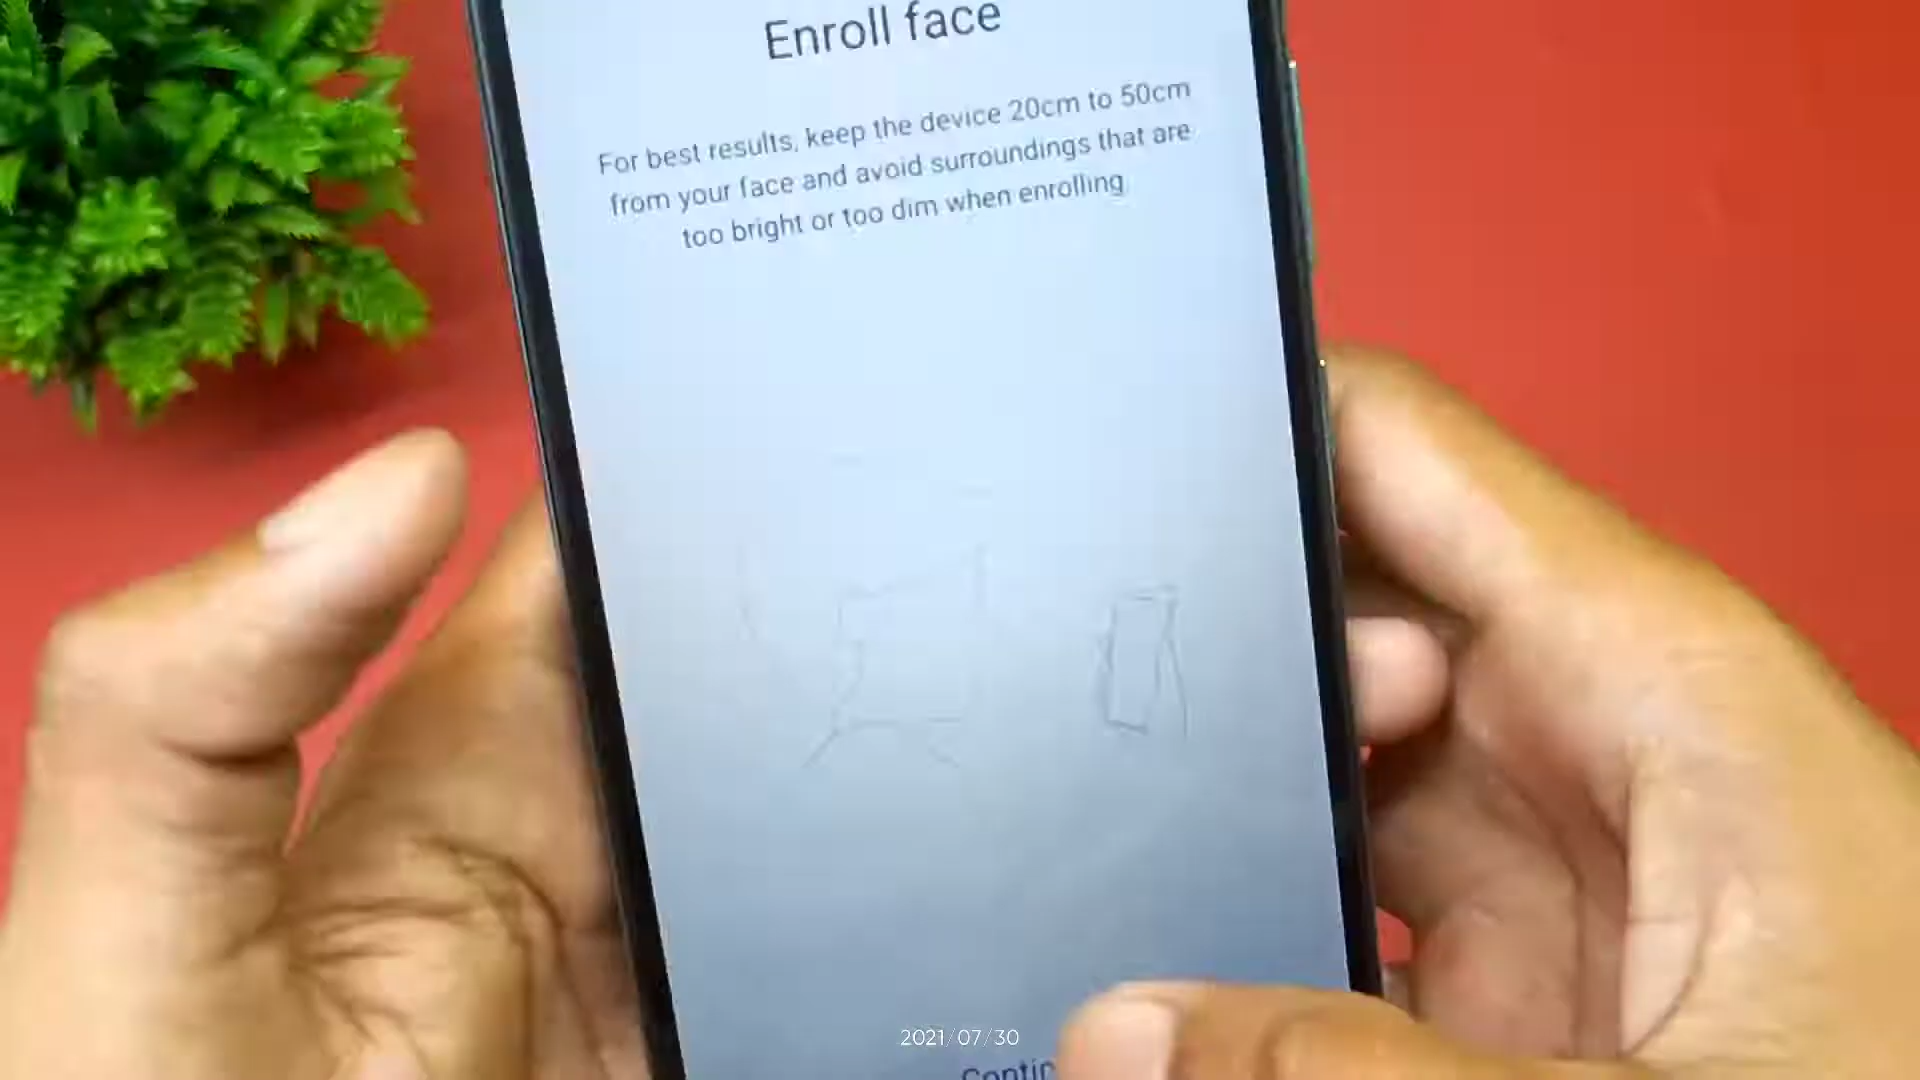 Enroll face
For best results, keep the device 20cm to 50cm
from your face and avoid surroundings that are
too bright or too dim when enrolling
2021/07/30